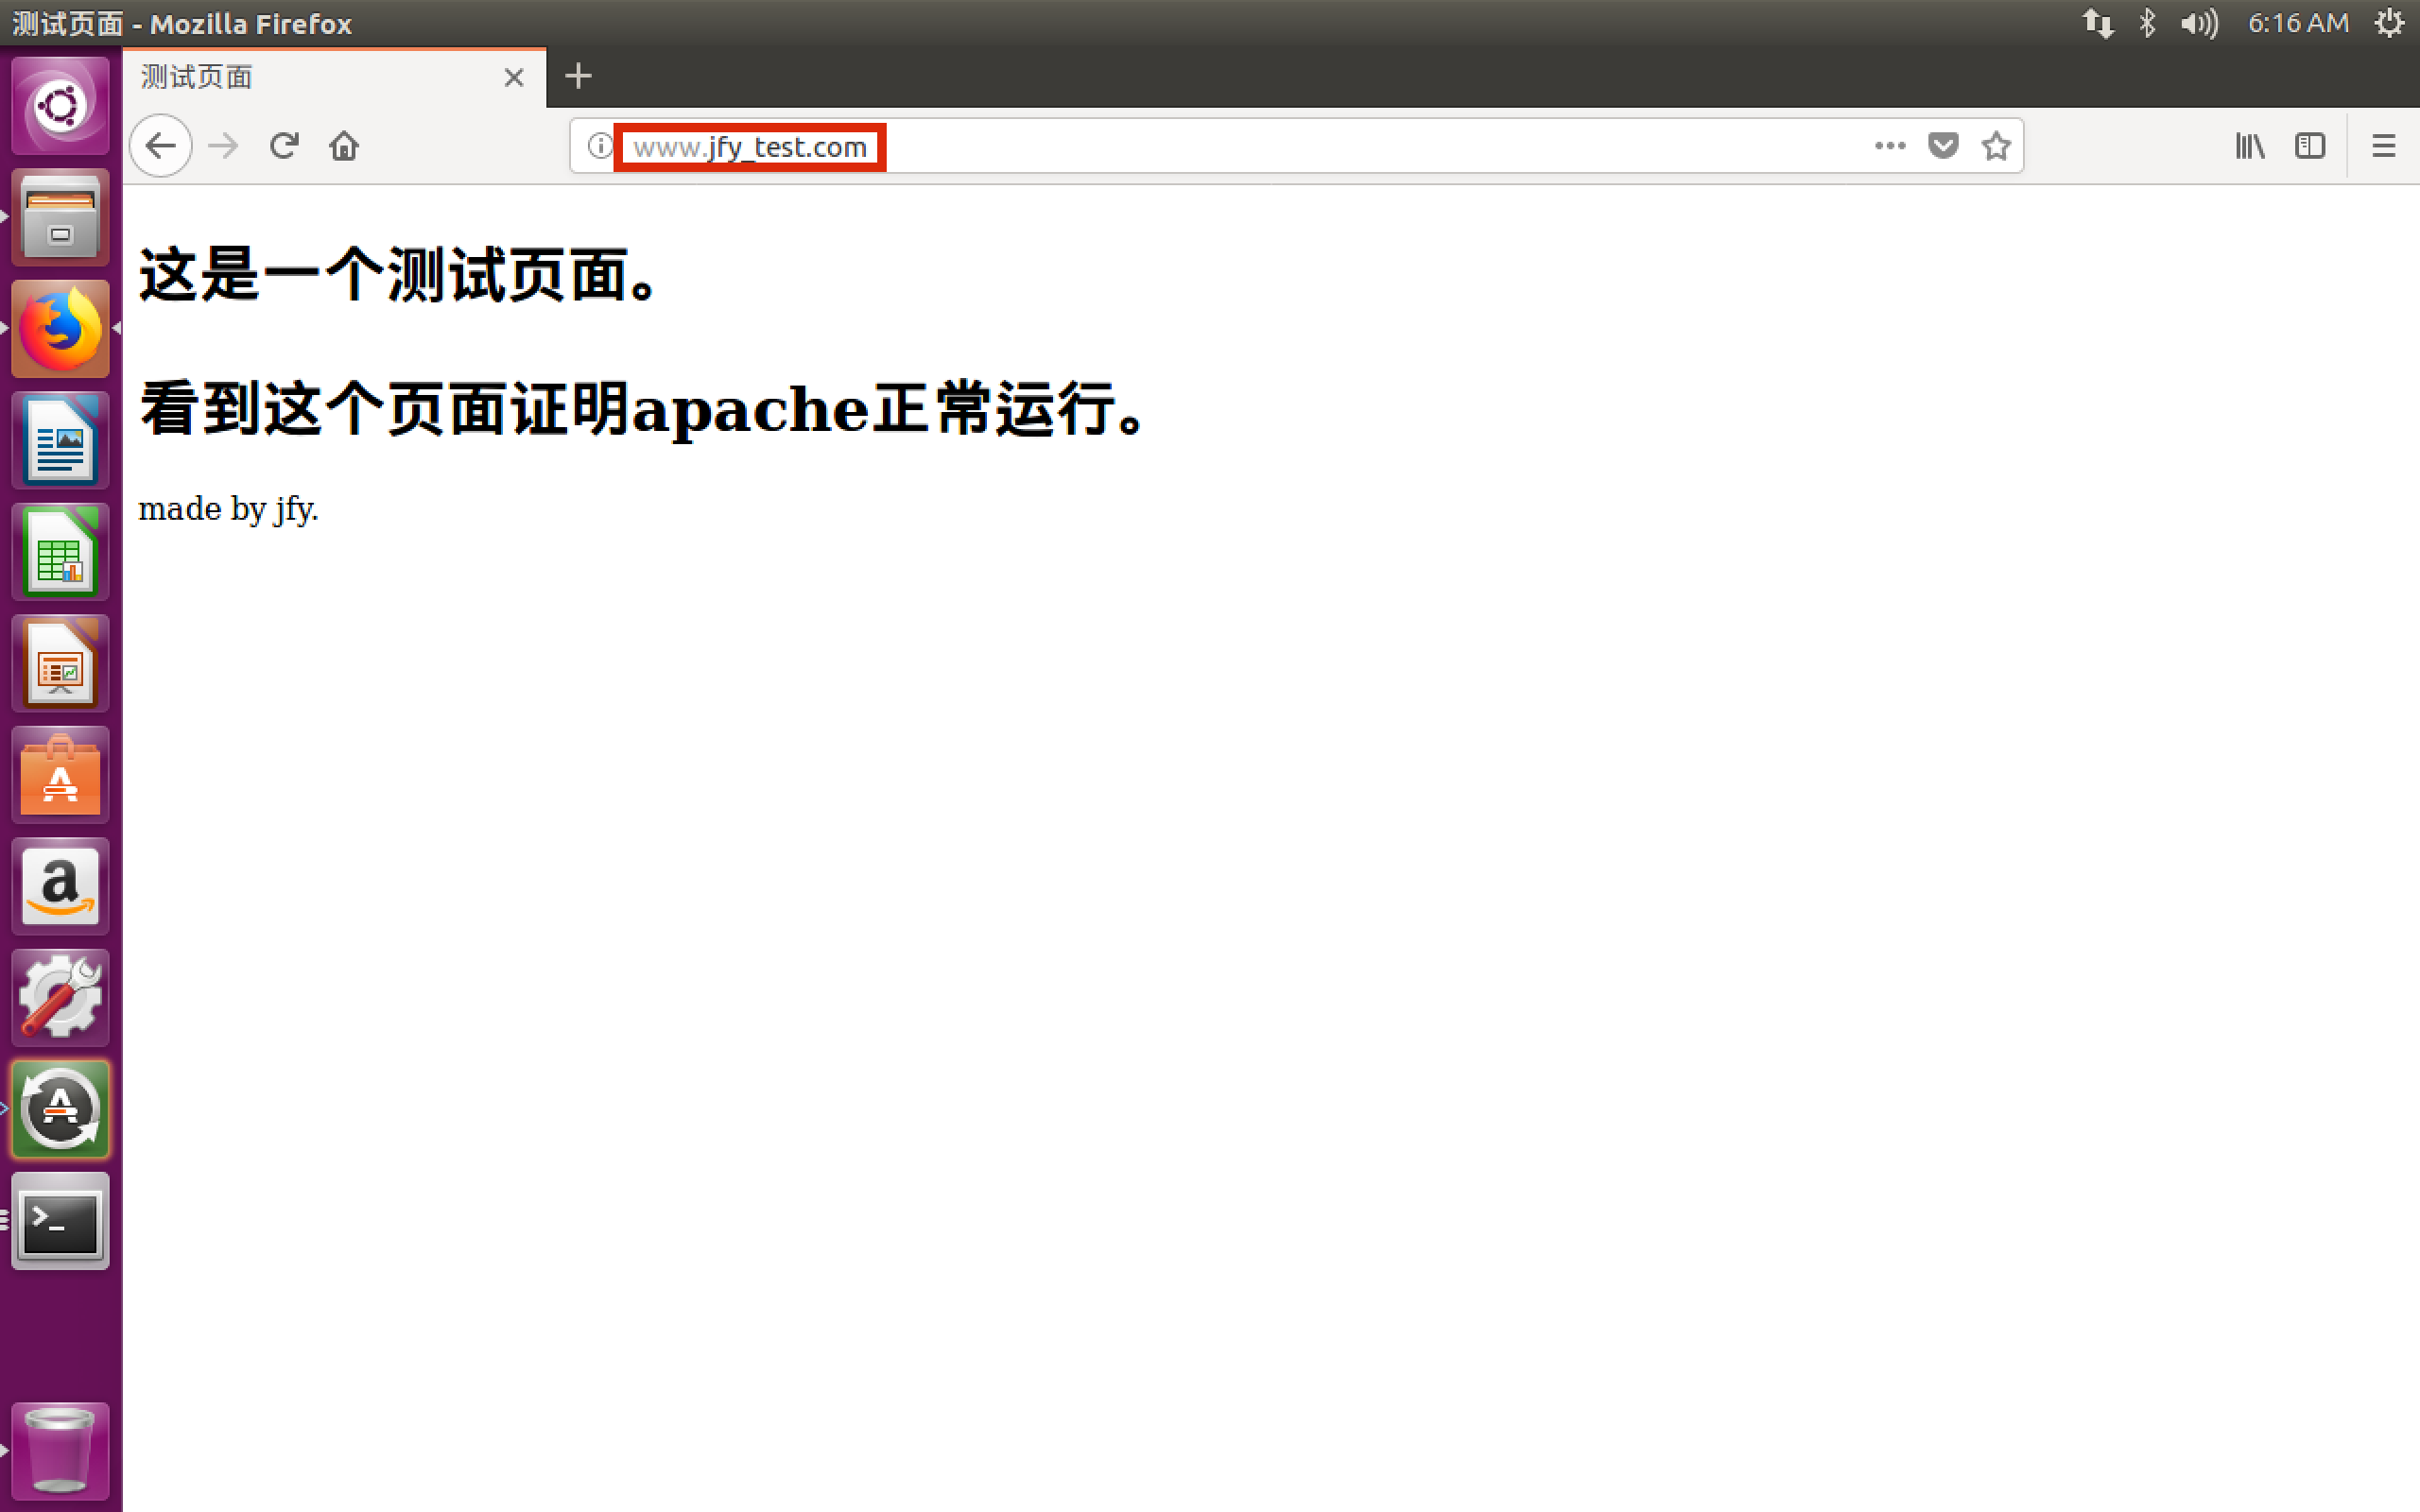 测试页面 - Mozilla Firefox
6:16 AM
测试页面
www.jfy_test.com
这是一个测试页面。
看到这个页面证明apache正常运行。
made by jfy.